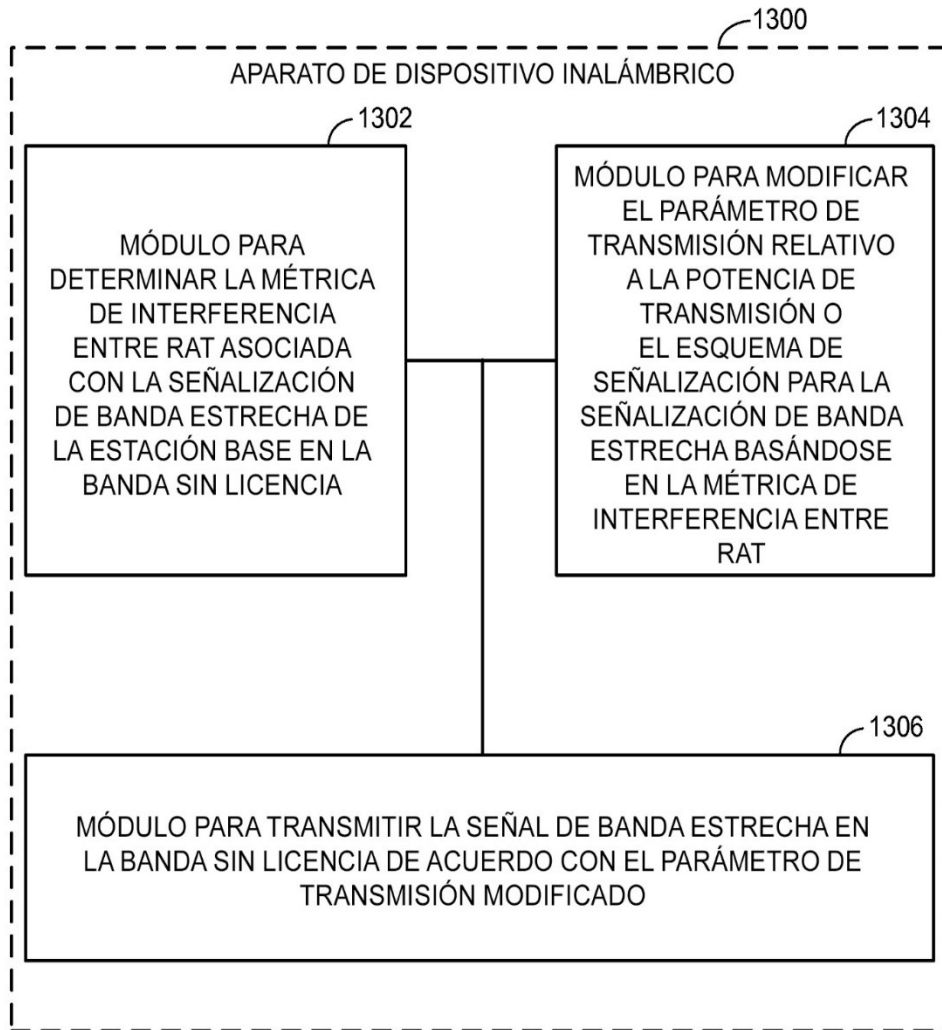 1300
APARATO DE DISPOSITIVO INALÁMBRICO
1302
MÓDULO PARA
DETERMINAR LA MÉTRICA
DE INTERFERENCIA
ENTRE RAT ASOCIADA
CON LA SEÑALIZACIÓN
DE BANDA ESTRECHA DE
LA ESTACIÓN BASE EN LA
BANDA SIN LICENCIA
1304
MÓDULO PARA MODIFICAR
EL PARÁMETRO DE
TRANSMISIÓN RELATIVO
A LA POTENCIA DE
TRANSMISIÓN O
EL ESQUEMA DE
SEÑALIZACIÓN PARA LA
SEÑALIZACIÓN DE BANDA
ESTRECHA BASÁNDOSE
EN LA MÉTRICA DE
INTERFERENCIA ENTRE
RAT
1306
MÓDULO PARA TRANSMITIR LA SEÑAL DE BANDA ESTRECHA EN
LA BANDA SIN LICENCIA DE ACUERDO CON EL PARÁMETRO DE
TRANSMISIÓN MODIFICADO